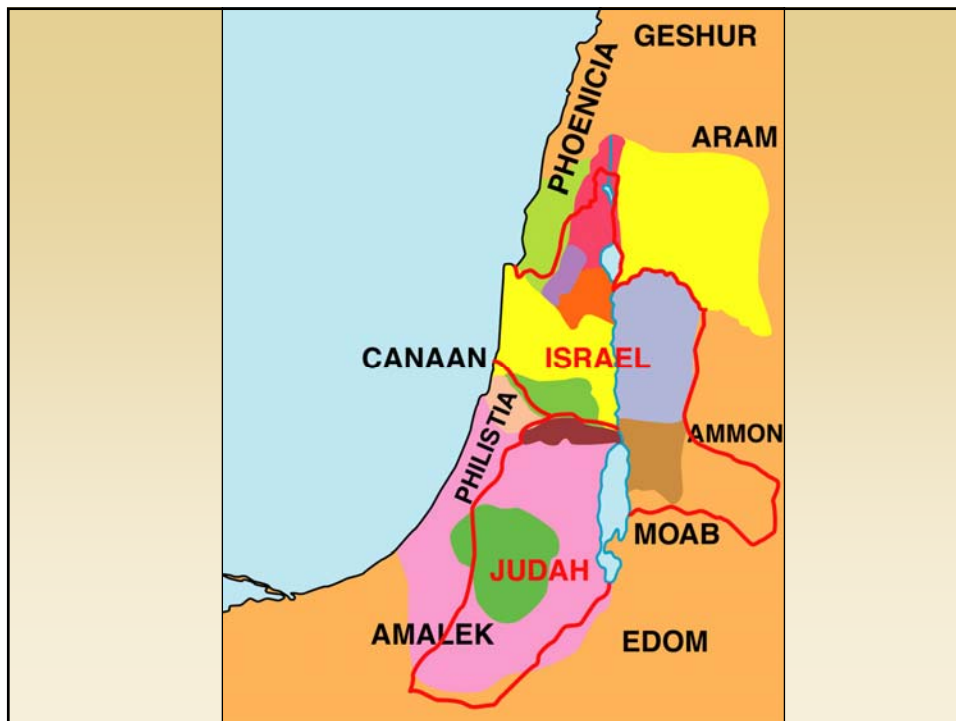 GESHUR
PHOENICIA
ARAM
CANAAN
ISRAEL
PHILISTIA
AMMON
MOAB
JUDAH
AMALEK
EDOM